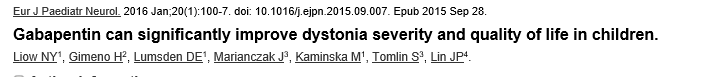 Eur J Paediatr Neurol. 2016 Jan;20(1):100-7. doi: 10.1016/j.ejpn.2015.09.007. Epub 2015 Sep 28.
Gabapentin can significantly improve dystonia severity and quality of life in children.
Liow NY¹, Gimeno H², Lumsden DE¹, Marianczak J³, Kaminska M¹, Tomlin S³, Lin JP⁴.